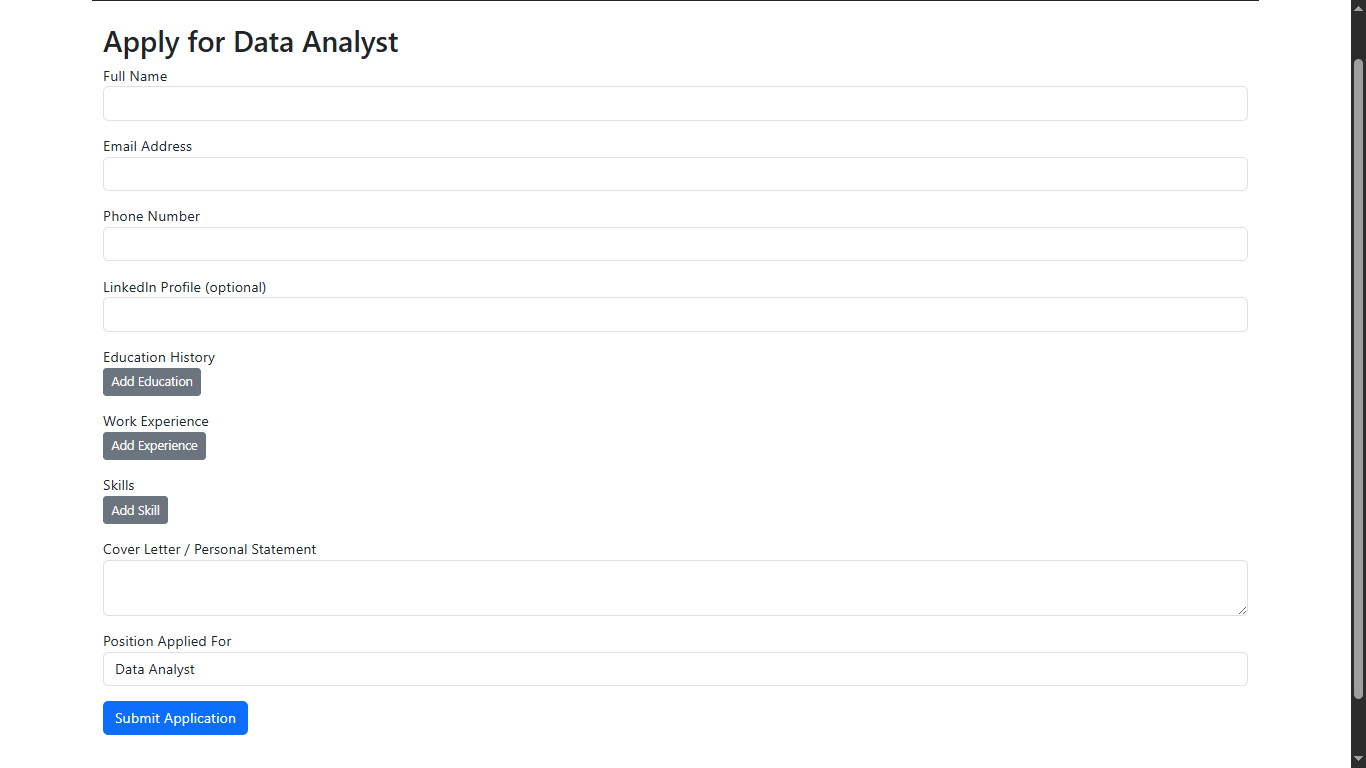 Apply for Data Analyst
Full Name
Email Address
Phone Number
LinkedIn Profile (optional)
Education History
Add Education
Work Experience
Add Experience
Skills
Add Skill
Cover Letter / Personal Statement
Position Applied For
Data Analyst
Submit Application